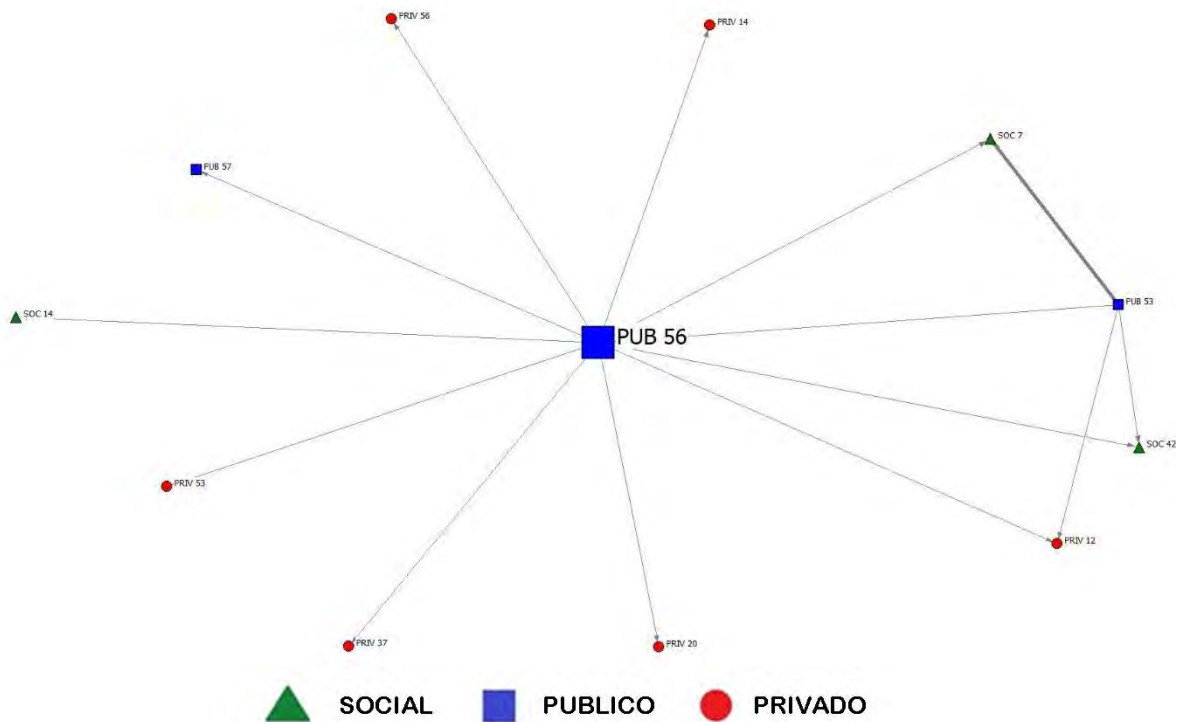 PRIV 56
PRIV 14
SOC 7
PUB 57
PUB 53
SOC 14
PUB 56
SOC 42
PRIV 53
PRIV 12
PRIV 37
PRIV 20
SOCIAL
PUBLICO
PRIVADO